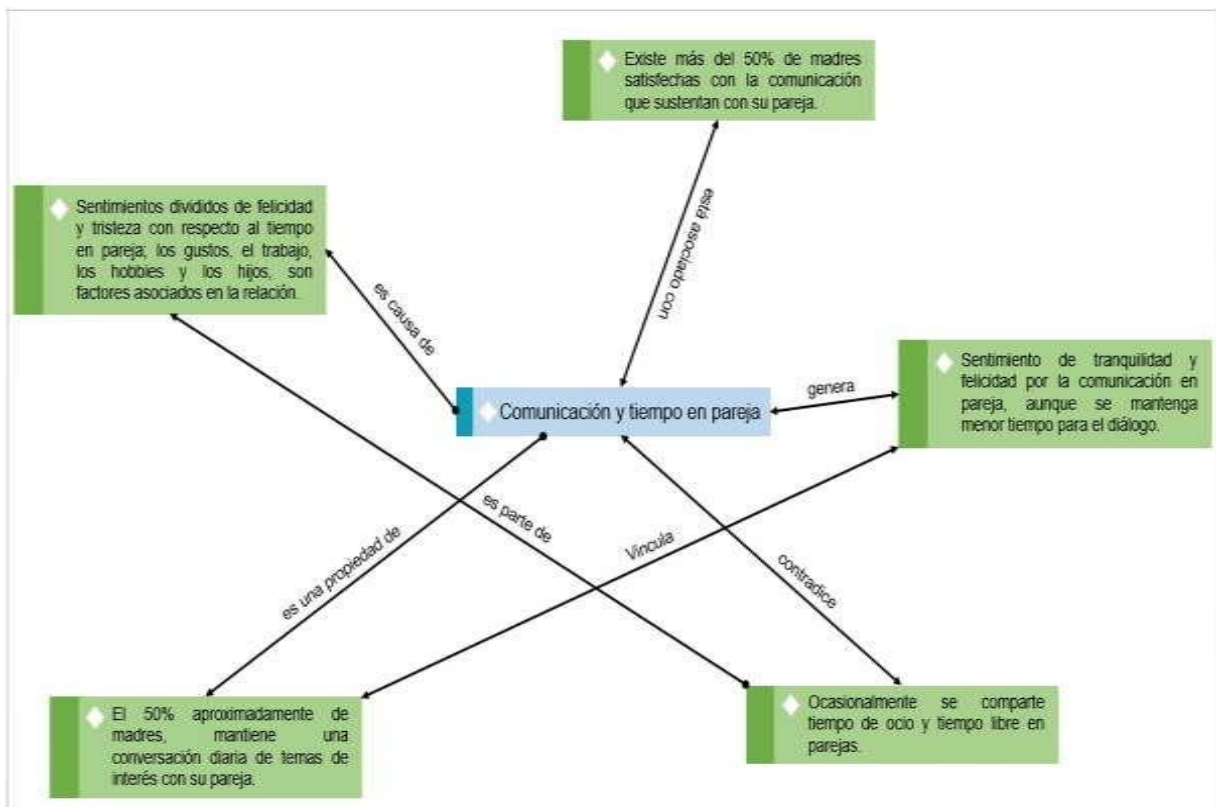 Existe más del 50% de madres
satisfechas con la comunicación
que sustentan con su pareja.
Sentimientos divididos de felicidad
y tristeza con respecto al tiempo
en pareja; los gustos, el trabajo,
los hobbies y los hijos, son
factores asociados en la relación.
está asociado con
es causa de
Sentimiento de tranquilidad y
felicidad por la comunicación en
pareja, aunque se mantenga
menor tiempo para el diálogo.
genera
Comunicación y tiempo en pareja
es parte de
Vincula
es una propiedad de
contradice
El 50% aproximadamente de
madres, mantiene una
conversación diaria de temas de
interés con su pareja.
Ocasionalmente se comparte
tiempo de ocio y tiempo libre en
parejas.